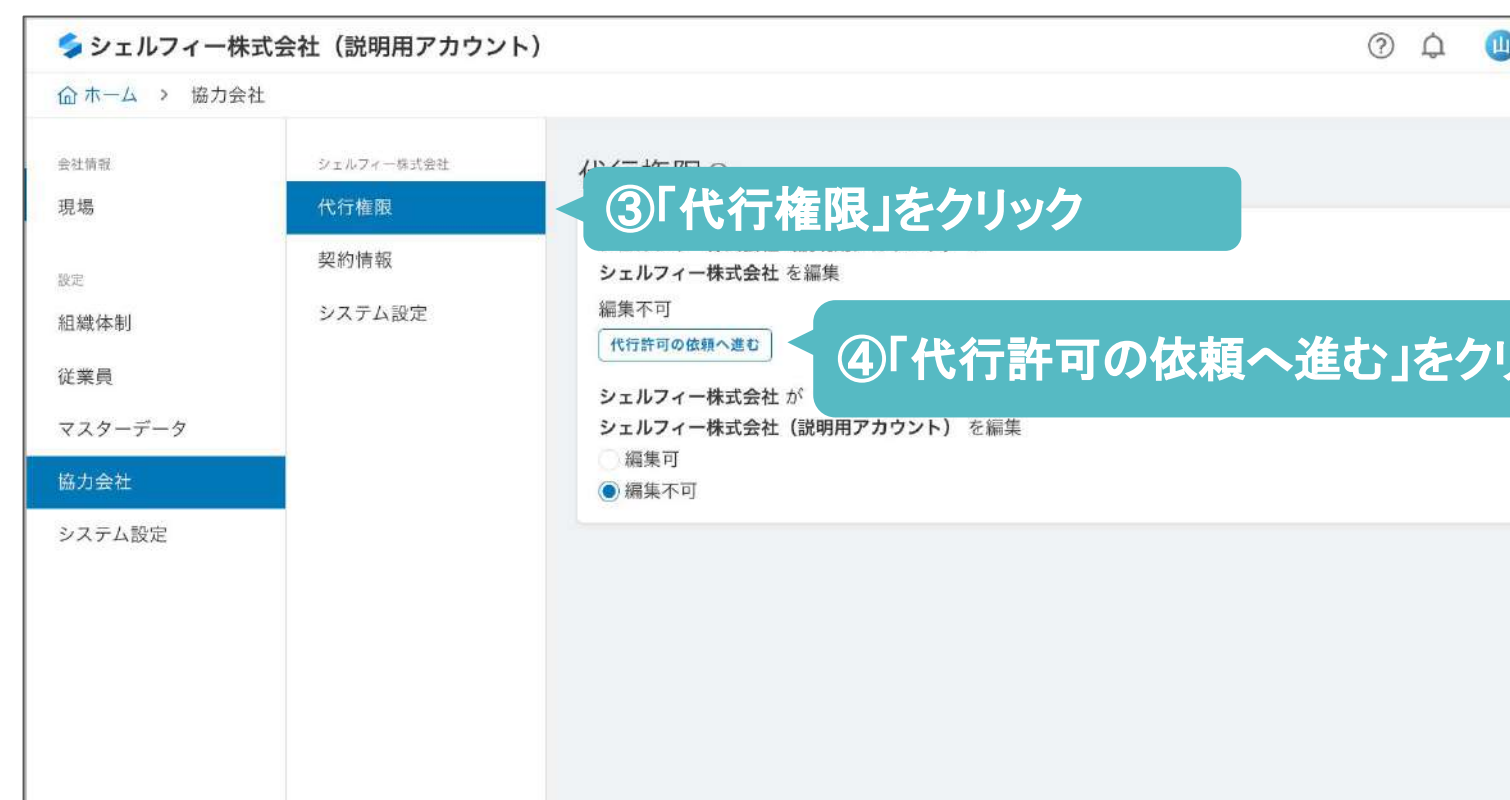 シェルフィー株式会社（説明用アカウント）
山
ホーム > 協力会社
会社情報
現場
設定
組織体制
従業員
マスターデータ
協力会社
システム設定
シェルフィー株式会社
代行権限
契約情報
システム設定
代行権限
③「代行権限」をクリック
シェルフィー株式会社 を編集
編集不可
代行許可の依頼へ進む
④「代行許可の依頼へ進む」をクリ
シェルフィー株式会社 が
シェルフィー株式会社（説明用アカウント） を編集
編集可
編集不可